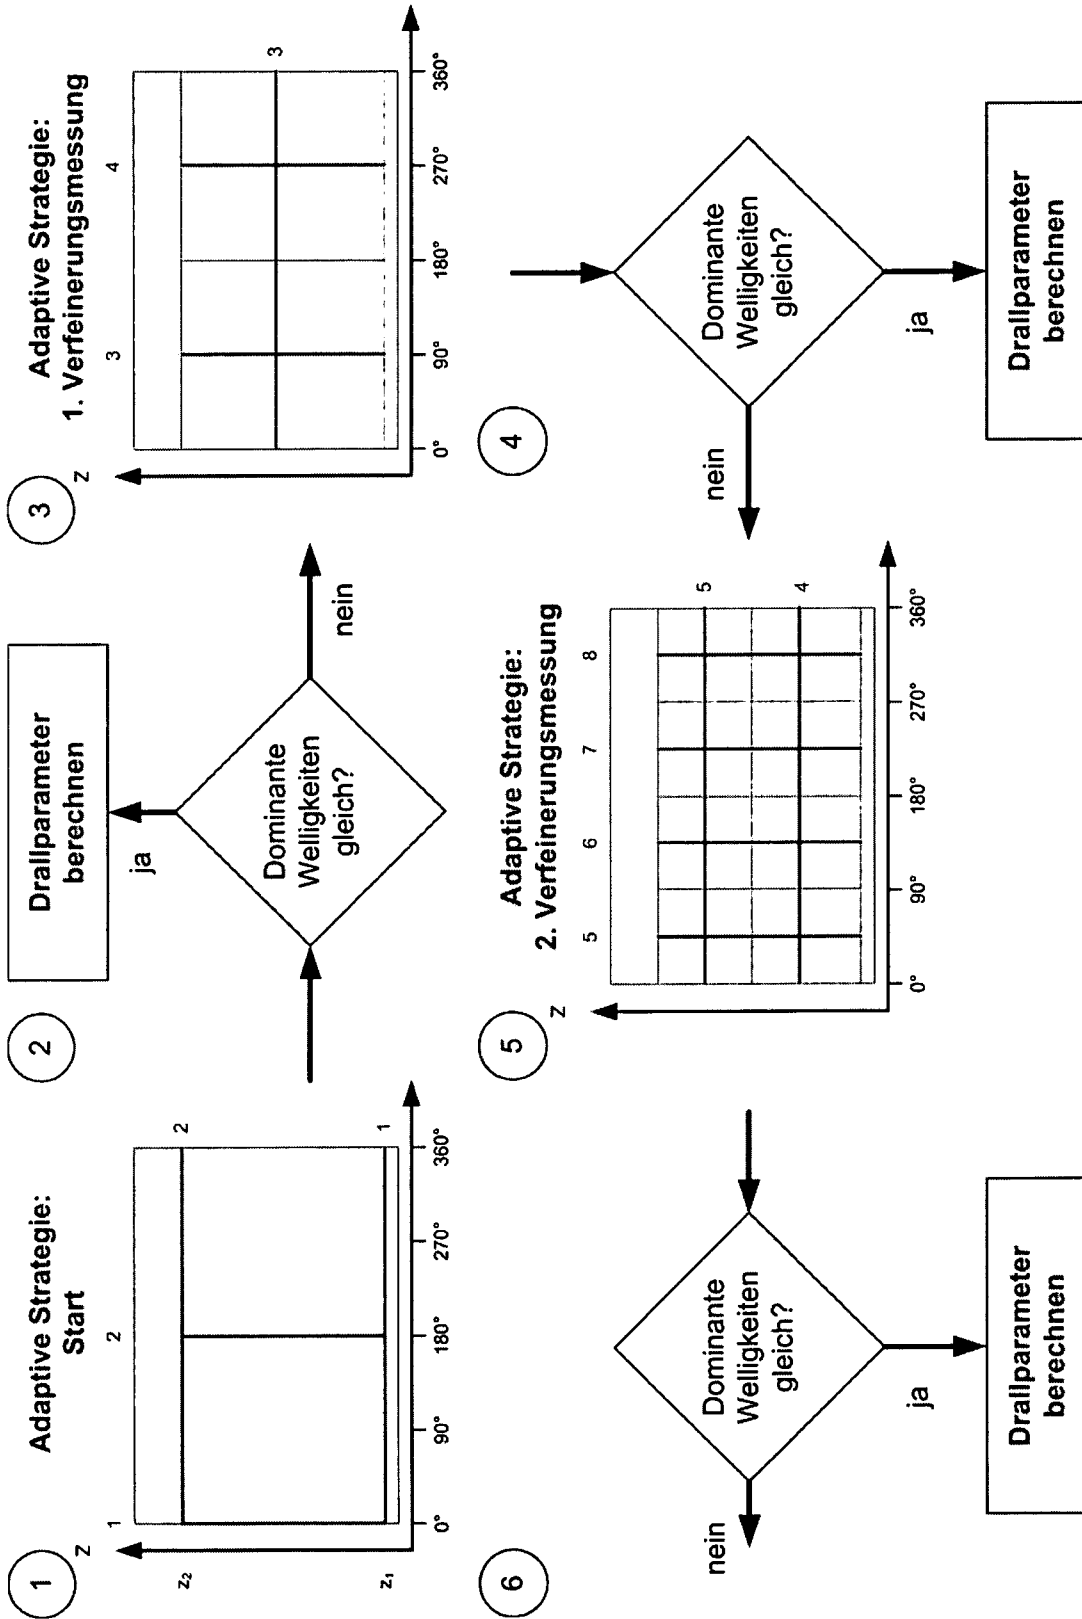 1
Adaptive Strategie:
Start
z
1
2
z₂
2
z₁
1
0°
90°
180°
270°
360°
2
Drallparameter
berechnen
ja
Dominante
Welligkeiten
gleich?
nein
3
Adaptive Strategie:
1. Verfeinerungsmessung
z
3
4
3
0°
90°
180°
270°
360°
4
Dominante
Welligkeiten
gleich?
nein
ja
Drallparameter
berechnen
5
Adaptive Strategie:
2. Verfeinerungsmessung
z
5
6
7
8
5
4
0°
90°
180°
270°
360°
6
Dominante
Welligkeiten
gleich?
nein
ja
Drallparameter
berechnen